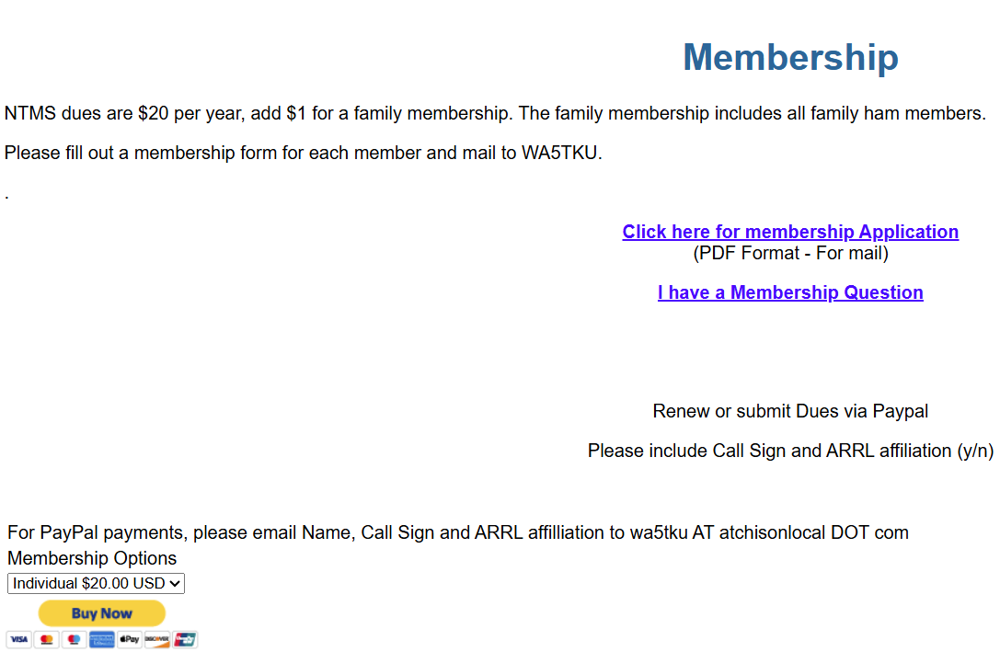 Membership
NTMS dues are $20 per year, add $1 for a family membership. The family membership includes all family ham members.
Please fill out a membership form for each member and mail to WA5TKU.
.
Click here for membership Application
(PDF Format - For mail)
I have a Membership Question
Renew or submit Dues via Paypal
Please include Call Sign and ARRL affiliation (y/n)
For PayPal payments, please email Name, Call Sign and ARRL affilliation to wa5tku AT atchisonlocal DOT com
Membership Options
Individual $20.00 USD
Buy Now
VISA Pay DISCOVER